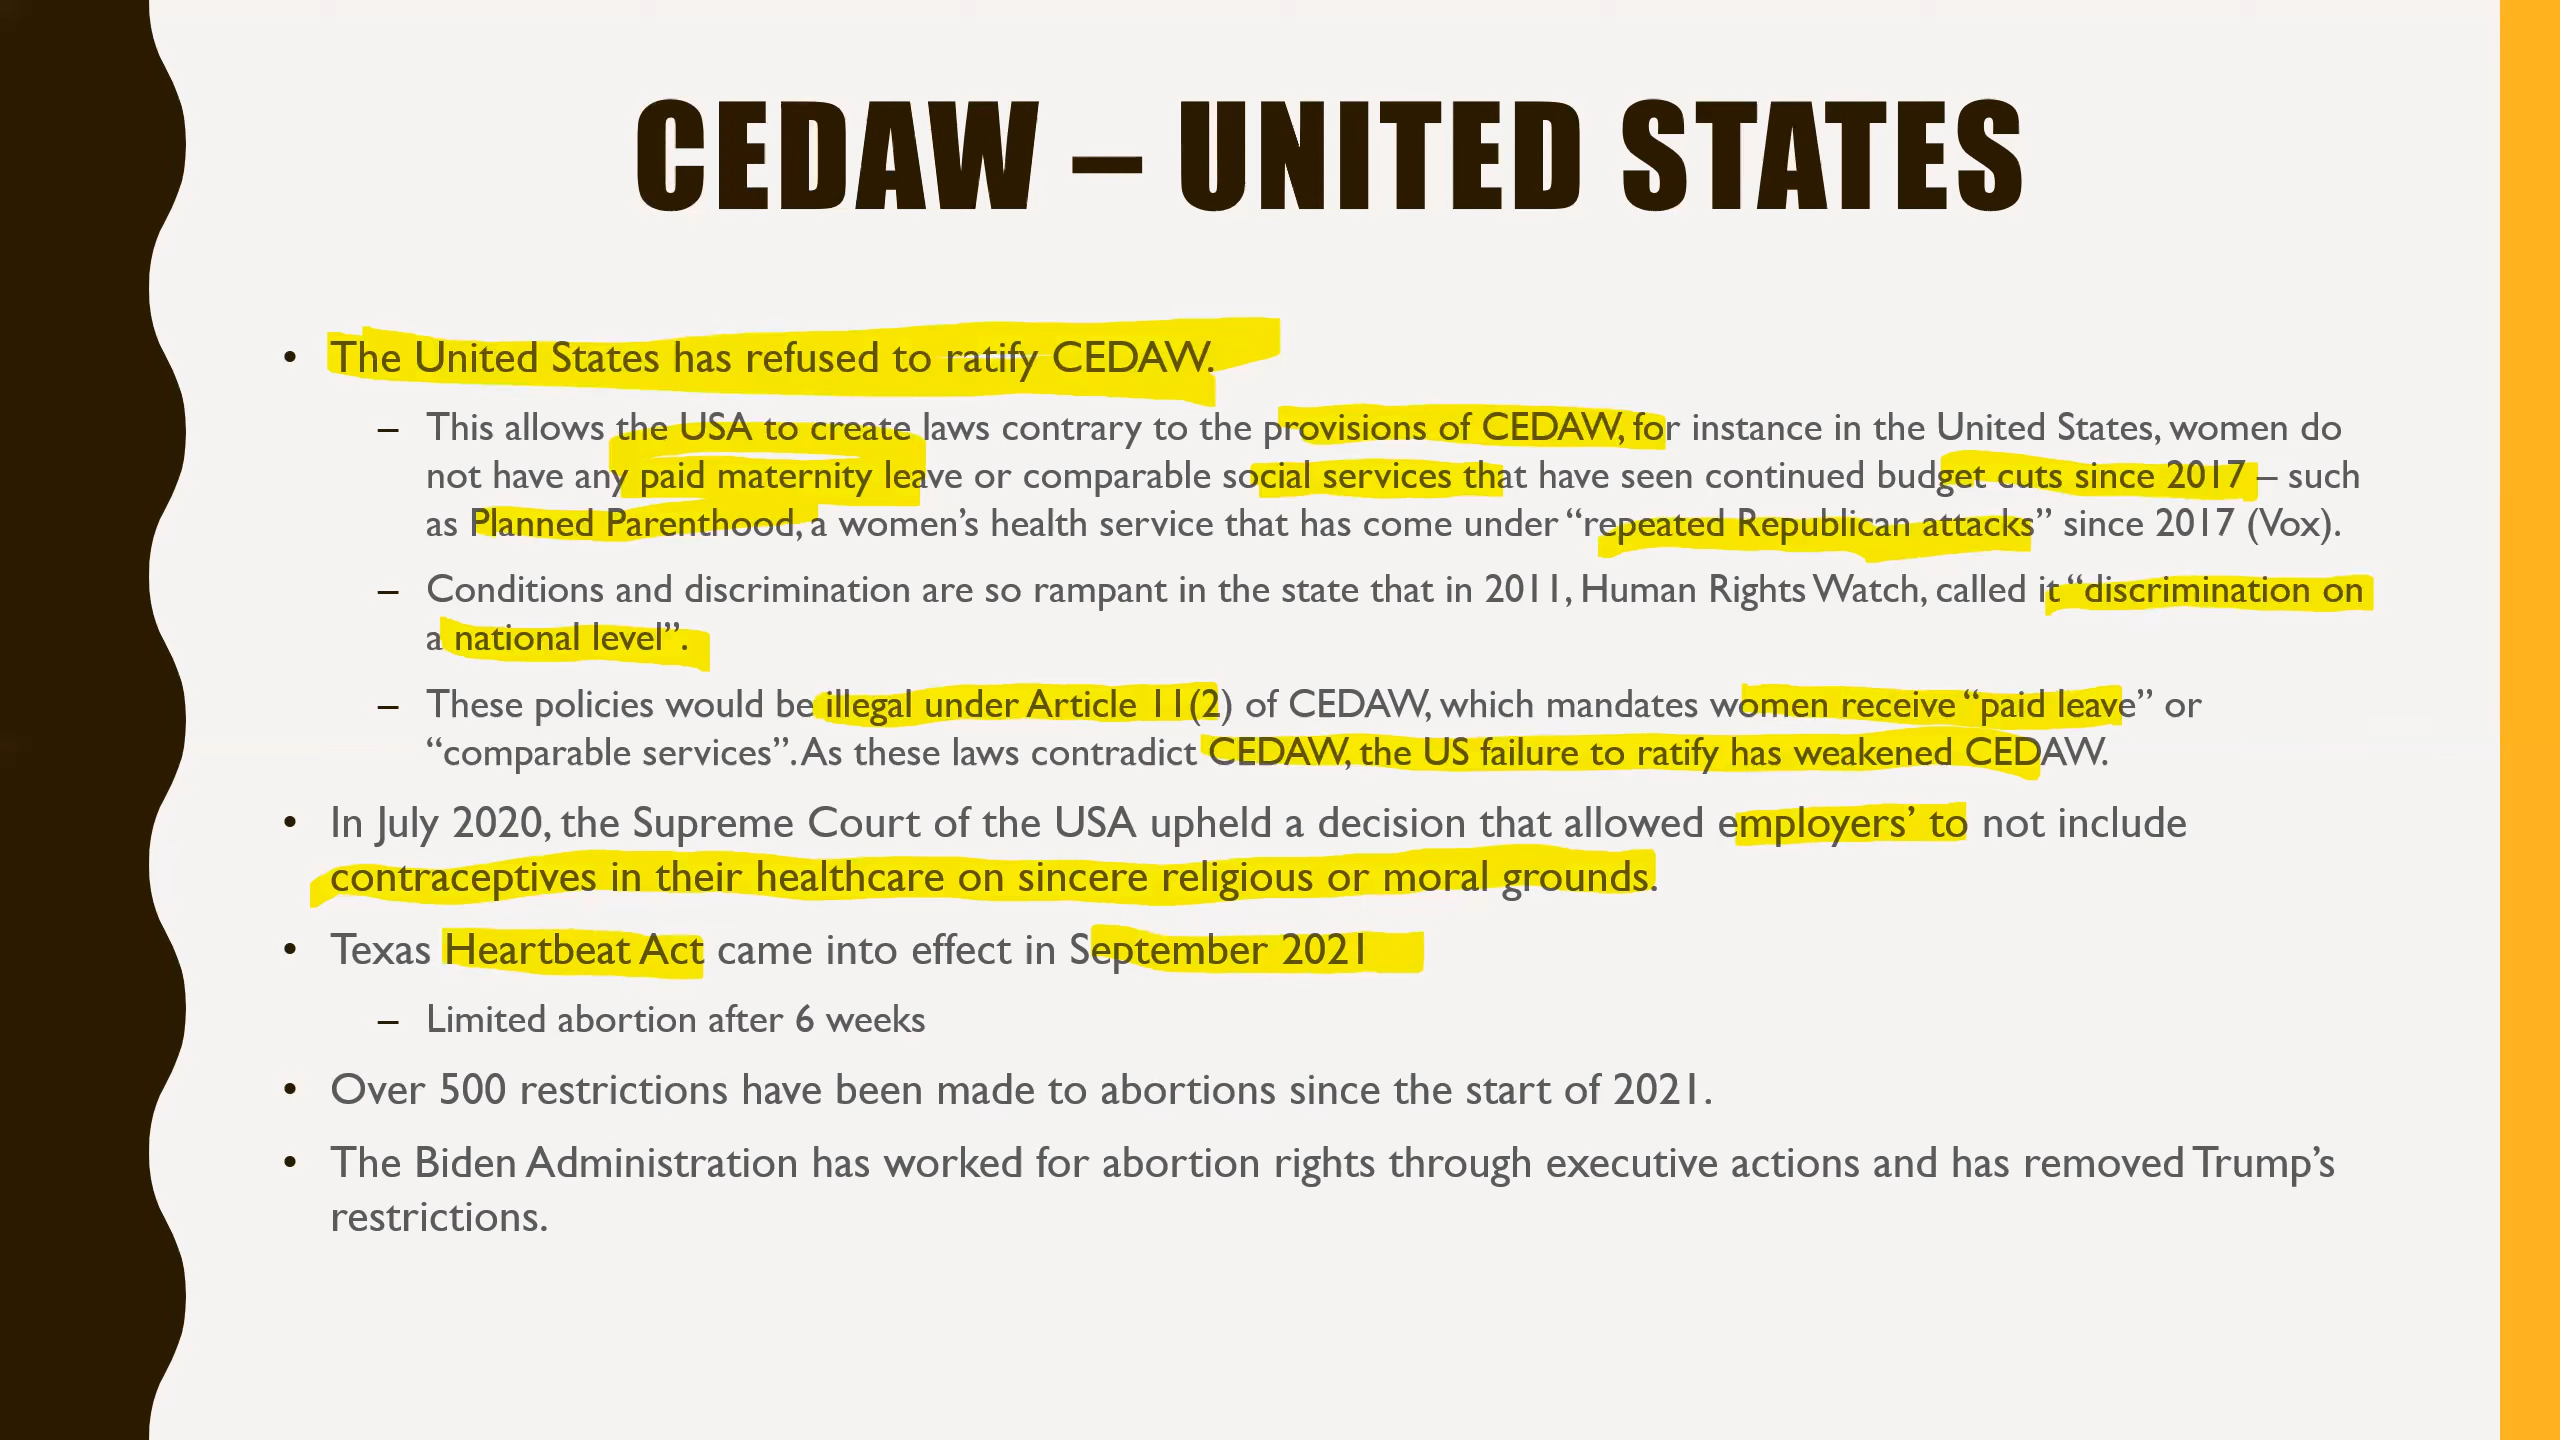 CEDAW – UNITED STATES
• The United States has refused to ratify CEDAW.
– This allows the USA to create laws contrary to the provisions of CEDAW, for instance in the United States, women do
not have any paid maternity leave or comparable social services that have seen continued budget cuts since 2017 – such
as Planned Parenthood, a women’s health service that has come under “repeated Republican attacks” since 2017 (Vox).
– Conditions and discrimination are so rampant in the state that in 2011, Human Rights Watch, called it “discrimination on
a national level”.
– These policies would be illegal under Article 11(2) of CEDAW, which mandates women receive “paid leave” or
“comparable services”. As these laws contradict CEDAW, the US failure to ratify has weakened CEDAW.
• In July 2020, the Supreme Court of the USA upheld a decision that allowed employers’ to not include
contraceptives in their healthcare on sincere religious or moral grounds.
• Texas Heartbeat Act came into effect in September 2021
– Limited abortion after 6 weeks
• Over 500 restrictions have been made to abortions since the start of 2021.
• The Biden Administration has worked for abortion rights through executive actions and has removed Trump’s
restrictions.